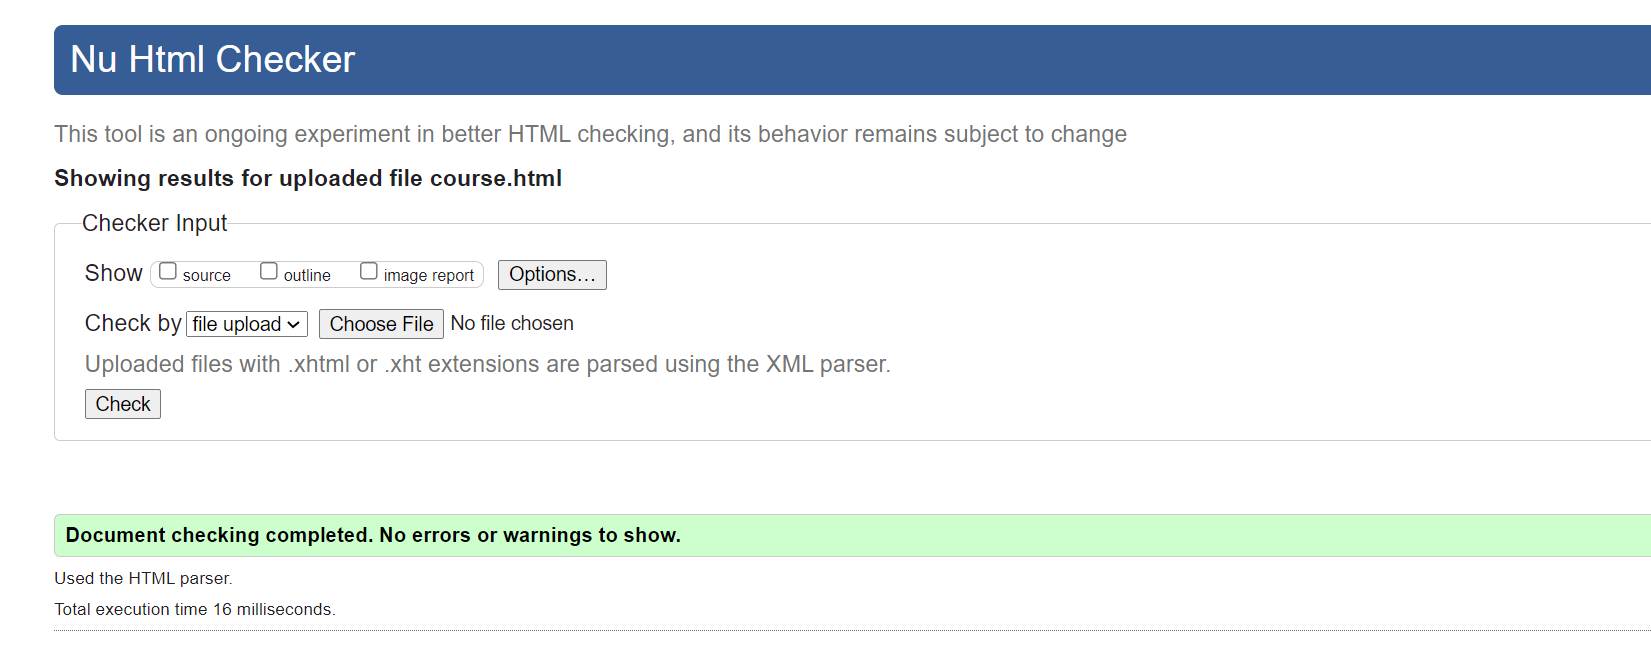 Nu Html Checker
This tool is an ongoing experiment in better HTML checking, and its behavior remains subject to change
Showing results for uploaded file course.html
Checker Input
Show source outline image report Options...
Check by file upload Choose File No file chosen
Uploaded files with .xhtml or .xht extensions are parsed using the XML parser.
Check
Document checking completed. No errors or warnings to show.
Used the HTML parser.
Total execution time 16 milliseconds.